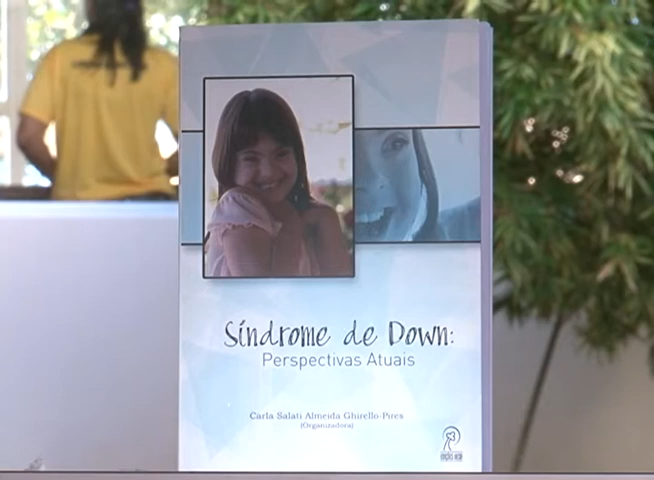 Síndrome de Down:
Perspectivas Atuais
Carla Salati Almeida Ghirello-Pires
(Organizadora)